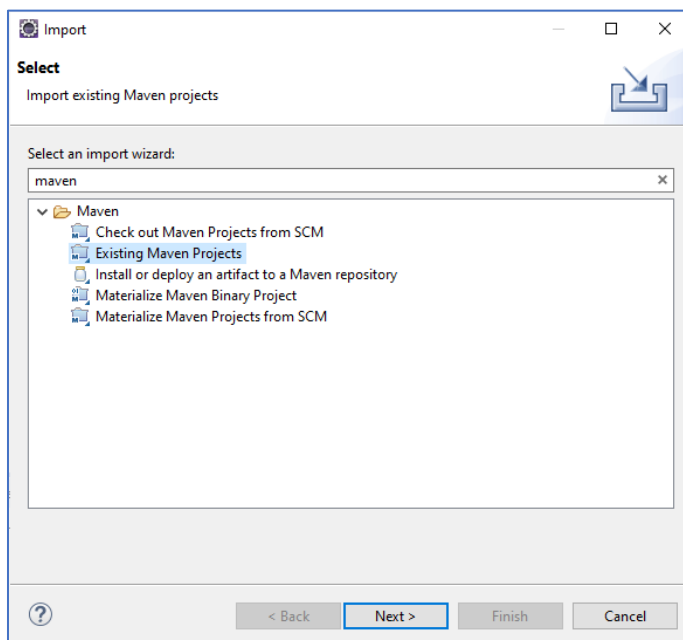 Import
Select
Import existing Maven projects
Select an import wizard:
maven
Maven
Check out Maven Projects from SCM
Existing Maven Projects
Install or deploy an artifact to a Maven repository
Materialize Maven Binary Project
Materialize Maven Projects from SCM
? < Back Next > Finish Cancel